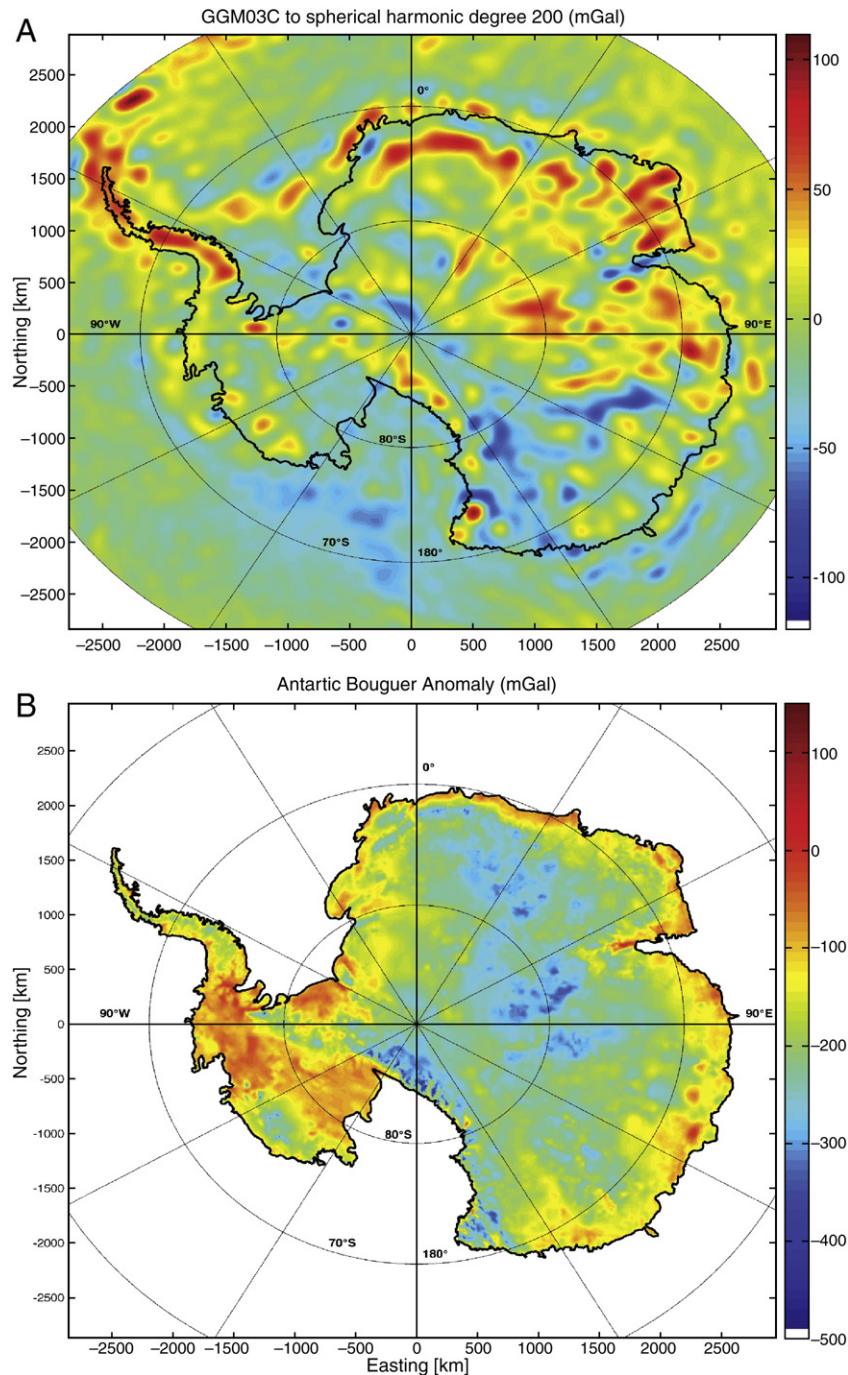 A
GGM03C to spherical harmonic degree 200 (mGal)
2500
2000
1500
1000
500
0
−500
−1000
−1500
−2000
−2500
Northing [km]
0°
90°W
90°E
80°S
70°S
180°
−2500 −2000 −1500 −1000 −500 0 500 1000 1500 2000 2500
100
50
0
−50
−100
B
Antartic Bouguer Anomaly (mGal)
2500
2000
1500
1000
500
0
-500
-1000
-1500
-2000
-2500
Northing [km]
0°
90°W
90°E
80°S
70°S
180°
−2500 −2000 −1500 −1000 −500 0 500 1000 1500 2000 2500
Easting [km]
100
0
−100
−200
−300
−400
−500